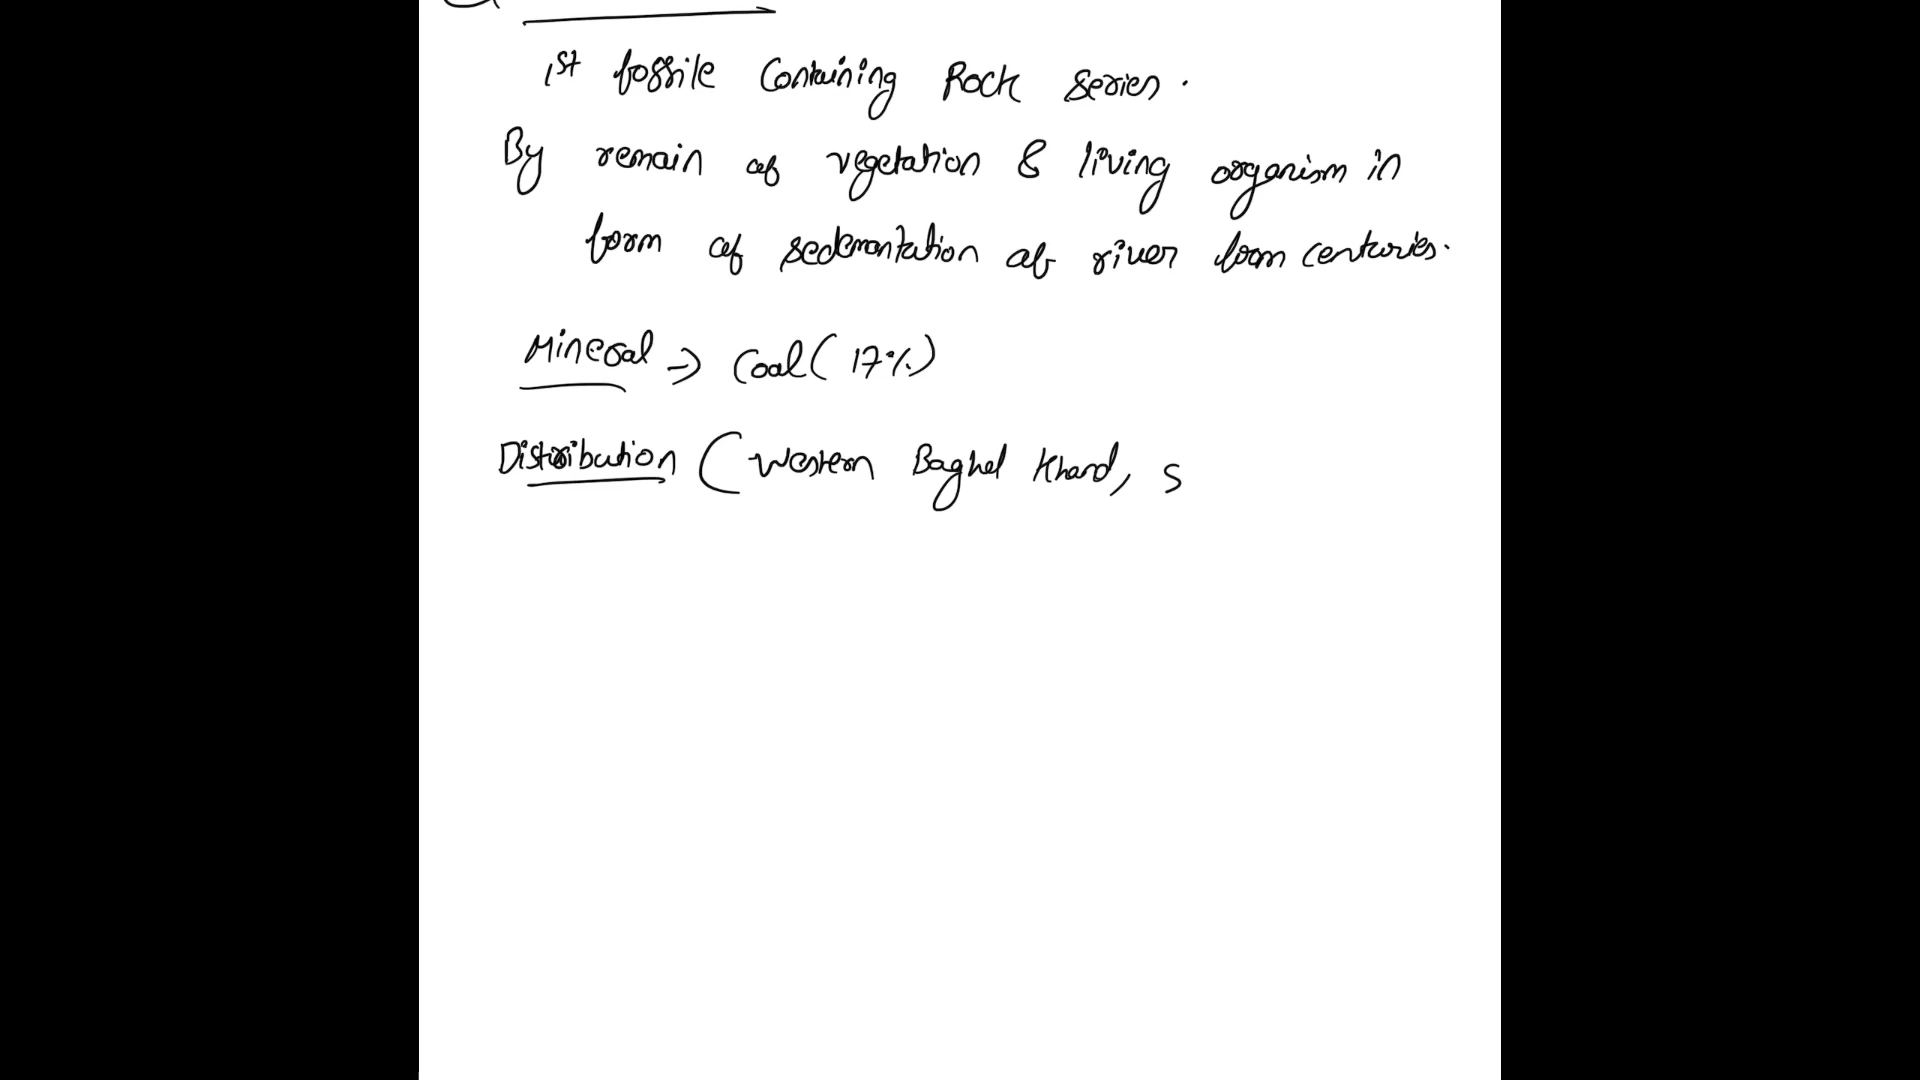 1st fossile Containing Rock Series.
By remain of vegetation & living organism in
form of sedemantation of river from centuries.
Mineral => Coal (17%)
Distribution (Western Baghel Khand, S